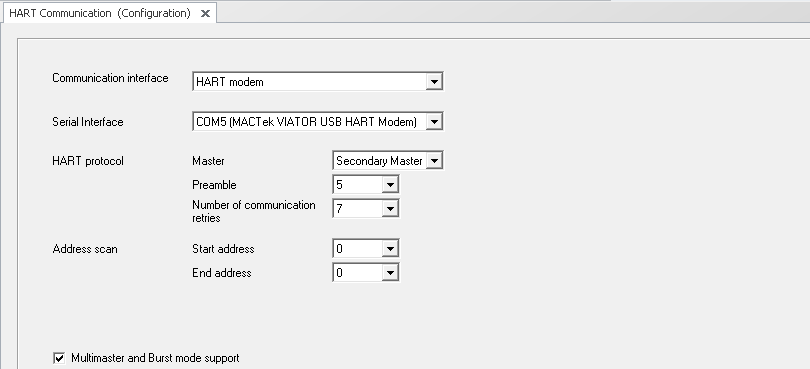 HART Communication (Configuration)
Communication interface HART modem
Serial Interface COM5 (MACTek VIATOR USB HART Modem)
HART protocol Master Secondary Master
Preamble 5
Number of communication
retries 7
Address scan Start address 0
End address 0
Multimaster and Burst mode support